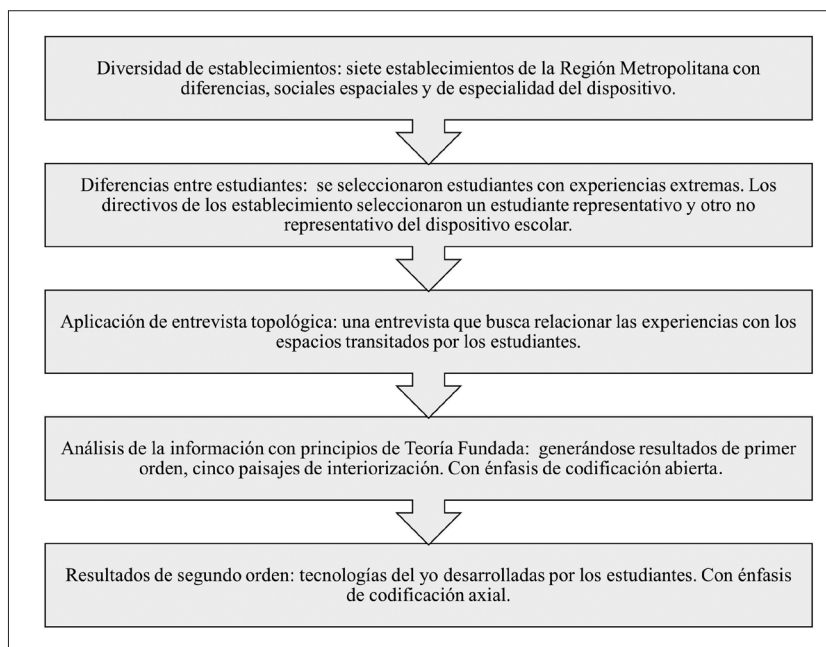 Diversidad de establecimientos: siete establecimientos de la Región Metropolitana con
diferencias, sociales espaciales y de especialidad del dispositivo.
Diferencias entre estudiantes: se seleccionaron estudiantes con experiencias extremas. Los
directivos de los establecimiento seleccionaron un estudiante representativo y otro no
representativo del dispositivo escolar.
Aplicación de entrevista topológica: una entrevista que busca relacionar las experiencias con los
espacios transitados por los estudiantes.
Análisis de la información con principios de Teoría Fundada: generándose resultados de primer
orden, cinco paisajes de interiorización. Con énfasis de codificación abierta.
Resultados de segundo orden: tecnologías del yo desarrolladas por los estudiantes. Con énfasis
de codificación axial.